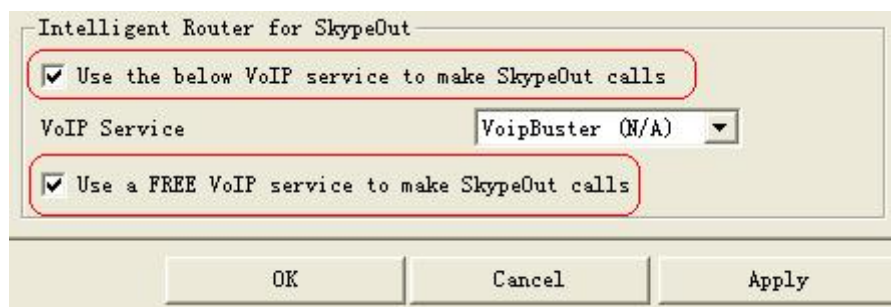 Intelligent Router for SkypeOut
Use the below VoIP service to make SkypeOut calls
VoIP Service VoipBuster (N/A)
Use a FREE VoIP service to make SkypeOut calls
OK Cancel Apply